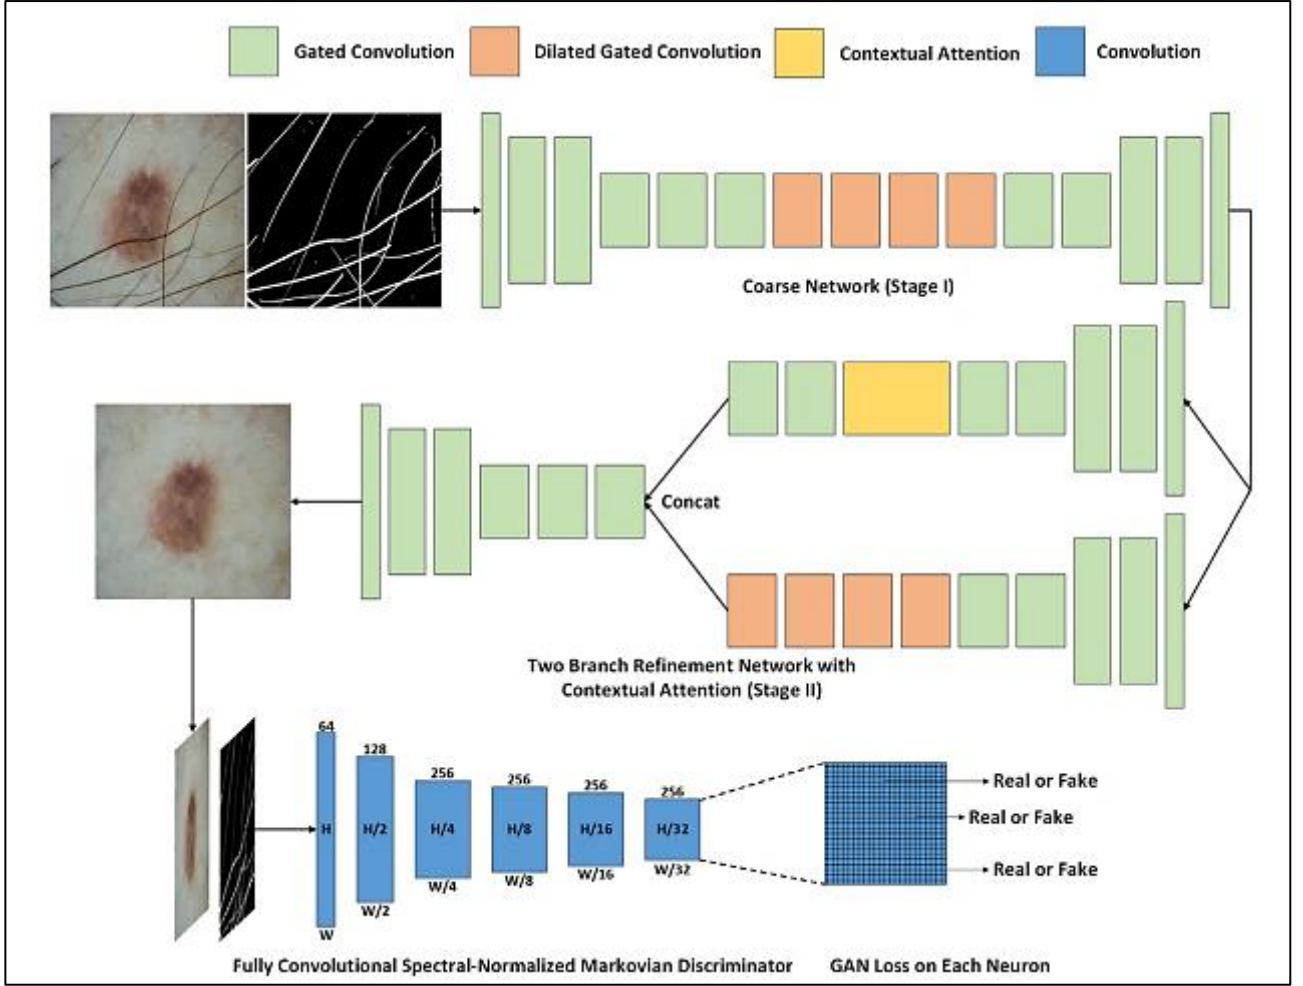 Gated Convolution
Dilated Gated Convolution
Contextual Attention
Convolution
Coarse Network (Stage I)
Concat
Two Branch Refinement Network with
Contextual Attention (Stage II)
64
128
256
256
256
256
H
H/2
H/4
H/8
H/16
H/32
W
W/2
W/4
W/8
W/16
W/32
Real or Fake
Real or Fake
Real or Fake
Fully Convolutional Spectral-Normalized Markovian Discriminator
GAN Loss on Each Neuron